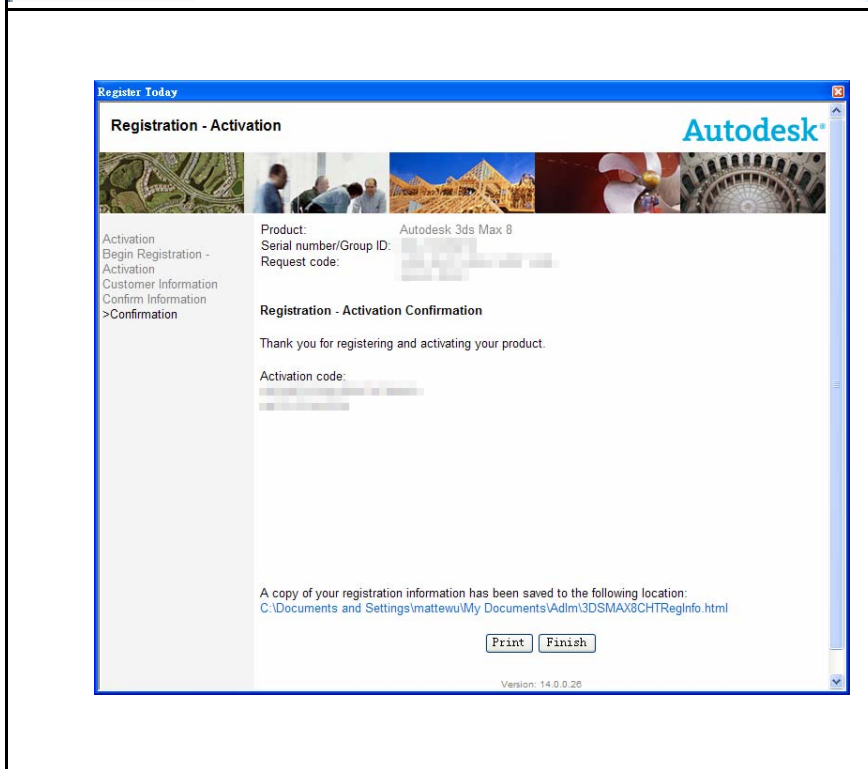 Register Today
Registration - Activation
Autodesk®
Activation
Begin Registration -
Activation
Customer Information
Confirm Information
>Confirmation
Product: Autodesk 3ds Max 8
Serial number/Group ID:
Request code:
Registration - Activation Confirmation
Thank you for registering and activating your product.
Activation code:
A copy of your registration information has been saved to the following location:
C:\Documents and Settings\mattewu\My Documents\Adlm\3DSMAX8CHTRegInfo.html
Print Finish
Version: 14.0.0.26